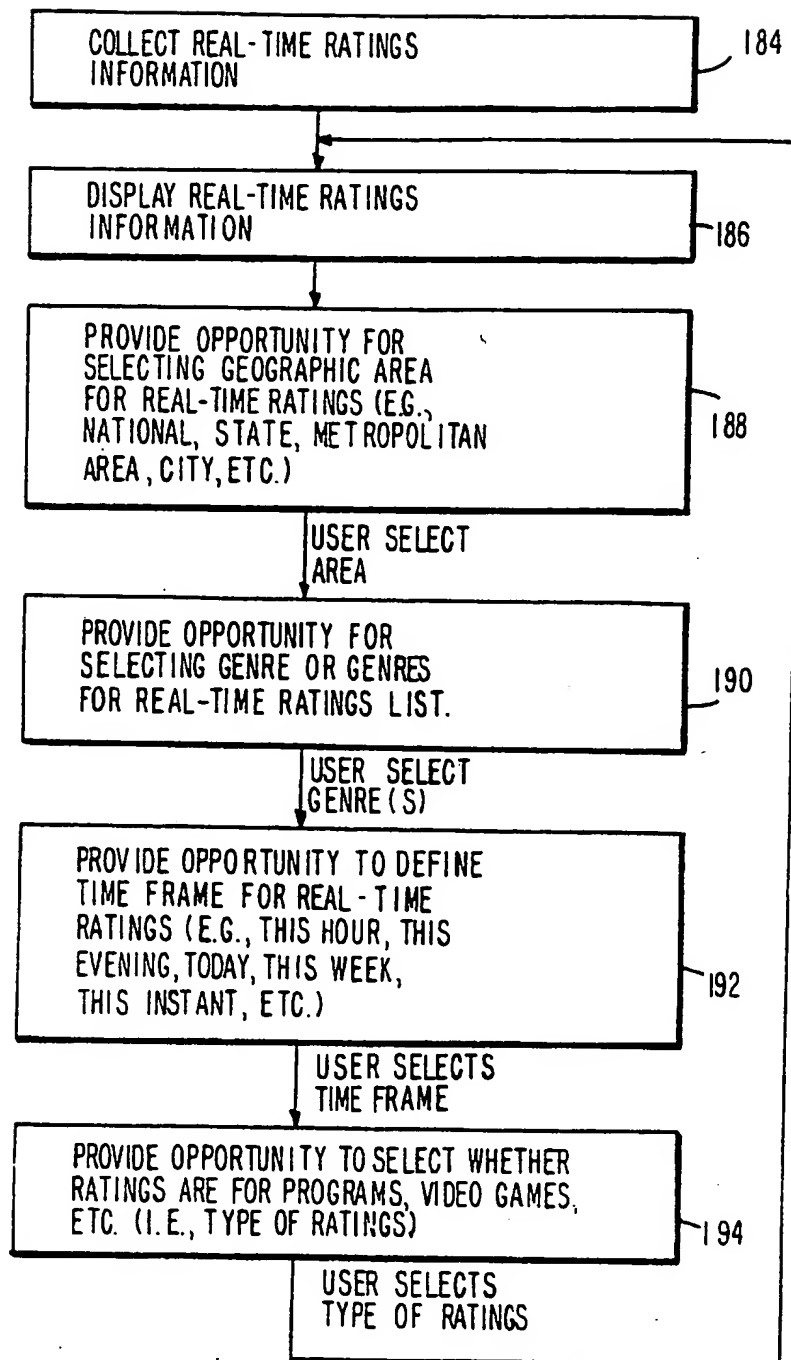 COLLECT REAL-TIME RATINGS
INFORMATION
184
DISPLAY REAL-TIME RATINGS
INFORMATION
186
PROVIDE OPPORTUNITY FOR
SELECTING GEOGRAPHIC AREA
FOR REAL-TIME RATINGS (E.G.,
NATIONAL, STATE, METROPOLITAN
AREA, CITY, ETC.)
188
USER SELECT
AREA
PROVIDE OPPORTUNITY FOR
SELECTING GENRE OR GENRES
FOR REAL-TIME RATINGS LIST.
190
USER SELECT
GENRE(S)
PROVIDE OPPORTUNITY TO DEFINE
TIME FRAME FOR REAL-TIME
RATINGS (E.G., THIS HOUR, THIS
EVENING, TODAY, THIS WEEK,
THIS INSTANT, ETC.)
192
USER SELECTS
TIME FRAME
PROVIDE OPPORTUNITY TO SELECT WHETHER
RATINGS ARE FOR PROGRAMS, VIDEO GAMES,
ETC. (I.E., TYPE OF RATINGS)
194
USER SELECTS
TYPE OF RATINGS